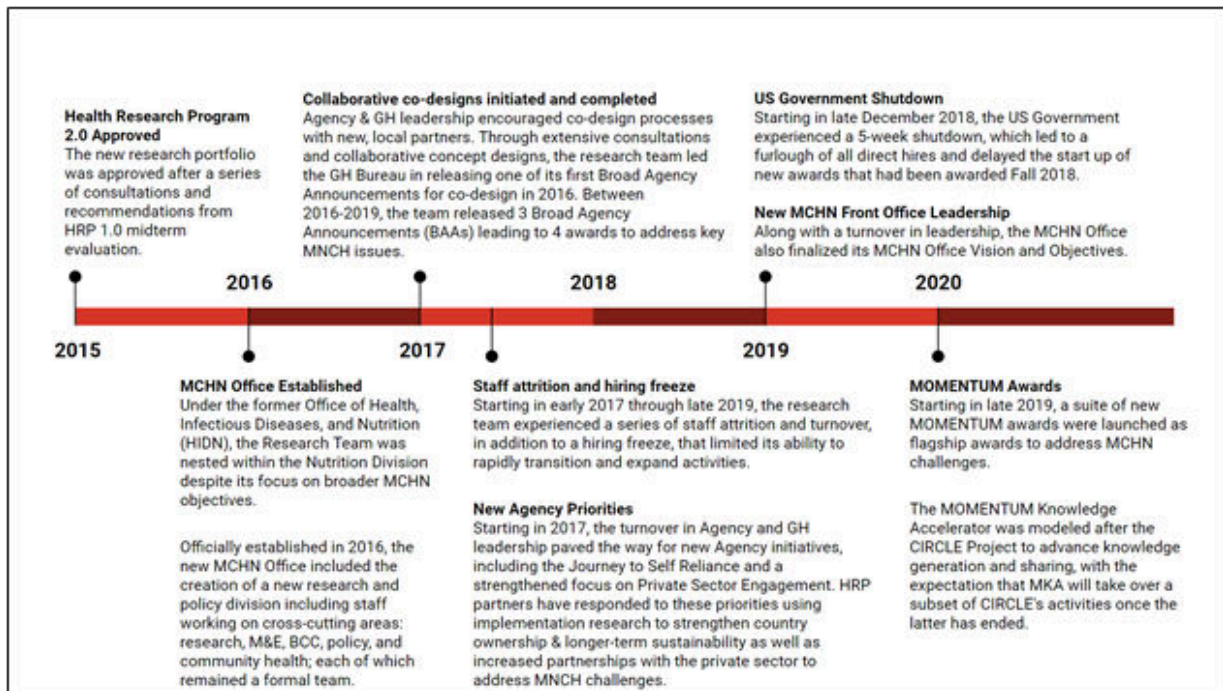 Health Research Program
2.0 Approved
The new research portfolio
was approved after a series
of consultations and
recommendations from
HRP 1.0 midterm
evaluation.
Collaborative co-designs initiated and completed
Agency & GH leadership encouraged co-design processes
with new, local partners. Through extensive consultations
and collaborative concept designs, the research team led
the GH Bureau in releasing one of its first Broad Agency
Announcements for co-design in 2016. Between
2016-2019, the team released 3 Broad Agency
Announcements (BAAs) leading to 4 awards to address key
MNCH issues.
US Government Shutdown
Starting in late December 2018, the US Government
experienced a 5-week shutdown, which led to a
furlough of all direct hires and delayed the start up of
new awards that had been awarded Fall 2018.
New MCHN Front Office Leadership
Along with a turnover in leadership, the MCHN Office
also finalized its MCHN Office Vision and Objectives.
2016
2018
2020
2015
2017
2019
MCHN Office Established
Under the former Office of Health,
Infectious Diseases, and Nutrition
(HIDN), the Research Team was
nested within the Nutrition Division
despite its focus on broader MCHN
objectives.
Officially established in 2016, the
new MCHN Office included the
creation of a new research and
policy division including staff
working on cross-cutting areas:
research, M&E, BCC, policy, and
community health; each of which
remained a formal team.
Staff attrition and hiring freeze
Starting in early 2017 through late 2019, the research
team experienced a series of staff attrition and turnover,
in addition to a hiring freeze, that limited its ability to
rapidly transition and expand activities.
New Agency Priorities
Starting in 2017, the turnover in Agency and GH
leadership paved the way for new Agency initiatives,
including the Journey to Self Reliance and a
strengthened focus on Private Sector Engagement. HRP
partners have responded to these priorities using
implementation research to strengthen country
ownership & longer-term sustainability as well as
increased partnerships with the private sector to
address MNCH challenges.
MOMENTUM Awards
Starting in late 2019, a suite of new
MOMENTUM awards were launched as
flagship awards to address MCHN
challenges.
The MOMENTUM Knowledge
Accelerator was modeled after the
CIRCLE Project to advance knowledge
generation and sharing, with the
expectation that MKA will take over a
subset of CIRCLE's activities once the
latter has ended.